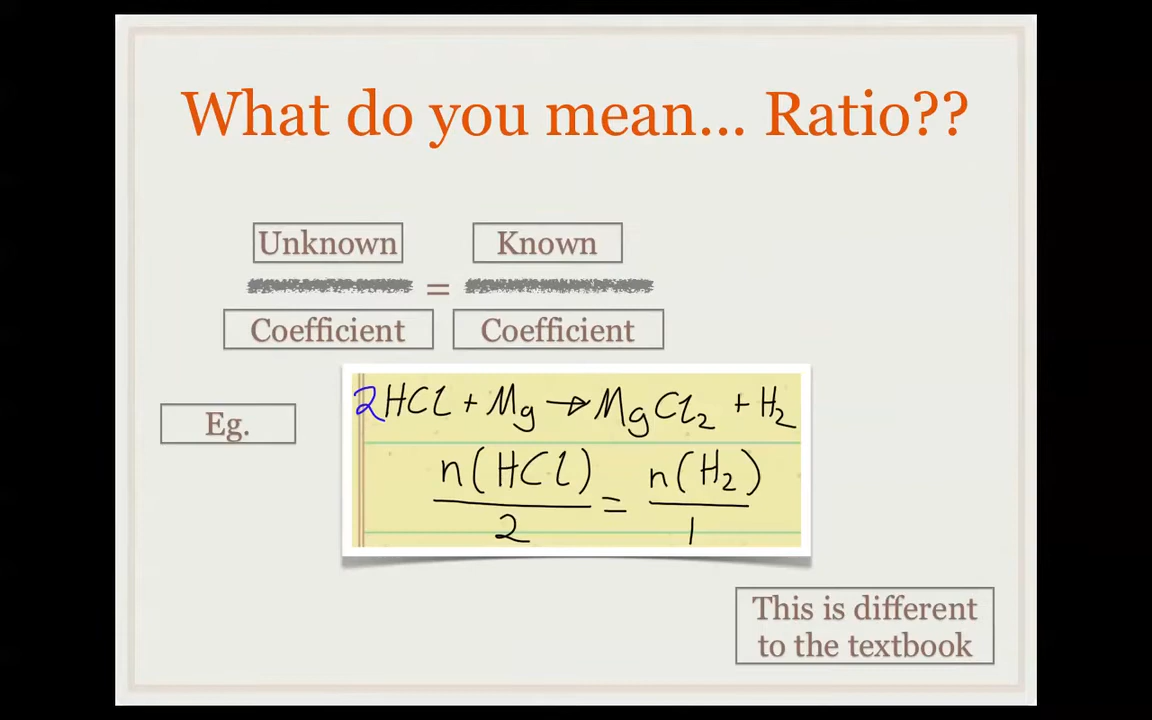 What do you mean... Ratio??
Unknown Known
=
Coefficient Coefficient
Eg.
2HCl + Mg → MgCl₂ + H₂
n(HCl) = n(H₂)
2 1
This is different
to the textbook